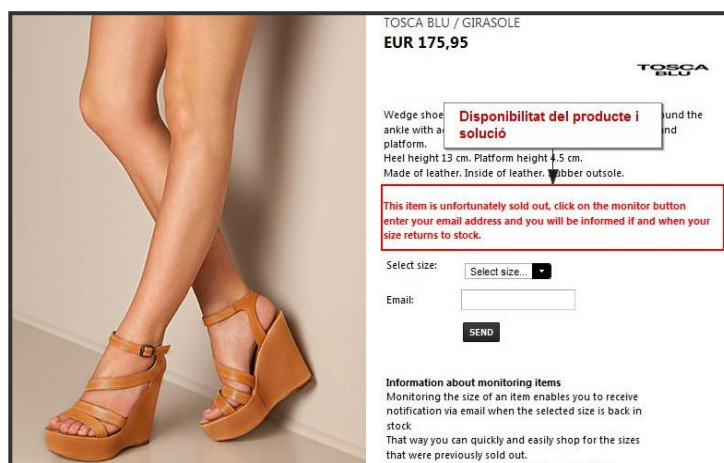 TOSCA BLU / GIRASOLE
EUR 175,95
TOSCA
BLU
Wedge shoe
Disponibilitat del producte i
solució
und the
ankle with a
nd
platform.
Heel height 13 cm. Platform height 4.5 cm.
Made of leather. Inside of leather. Rubber outsole.
This item is unfortunately sold out, click on the monitor button
enter your email address and you will be informed if and when your
size returns to stock.
Select size:
Select size...
Email:
SEND
Information about monitoring items
Monitoring the size of an item enables you to receive
notification via email when the selected size is back in
stock
That way you can quickly and easily shop for the sizes
that were previously sold out.